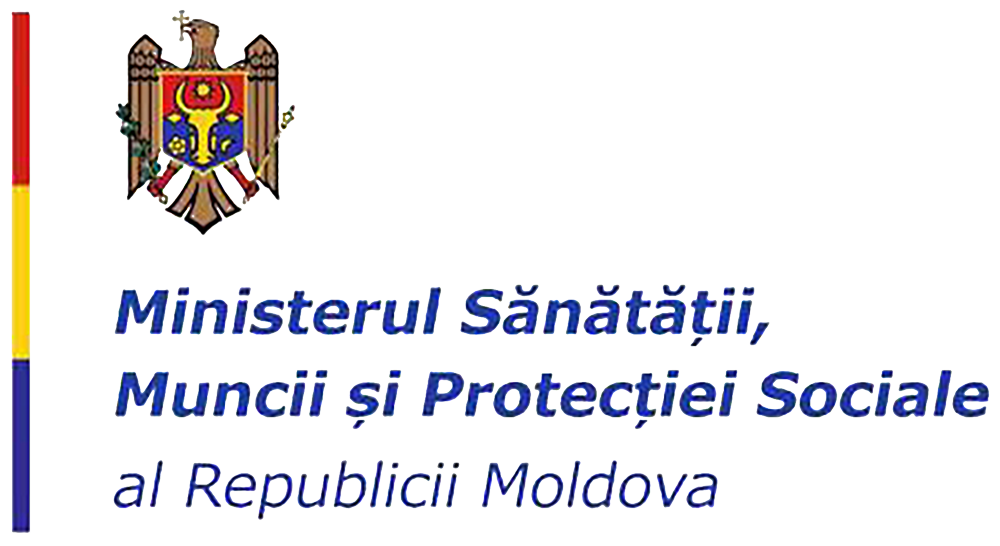 Ministerul Sănătății,
Muncii și Protecției Sociale
al Republicii Moldova